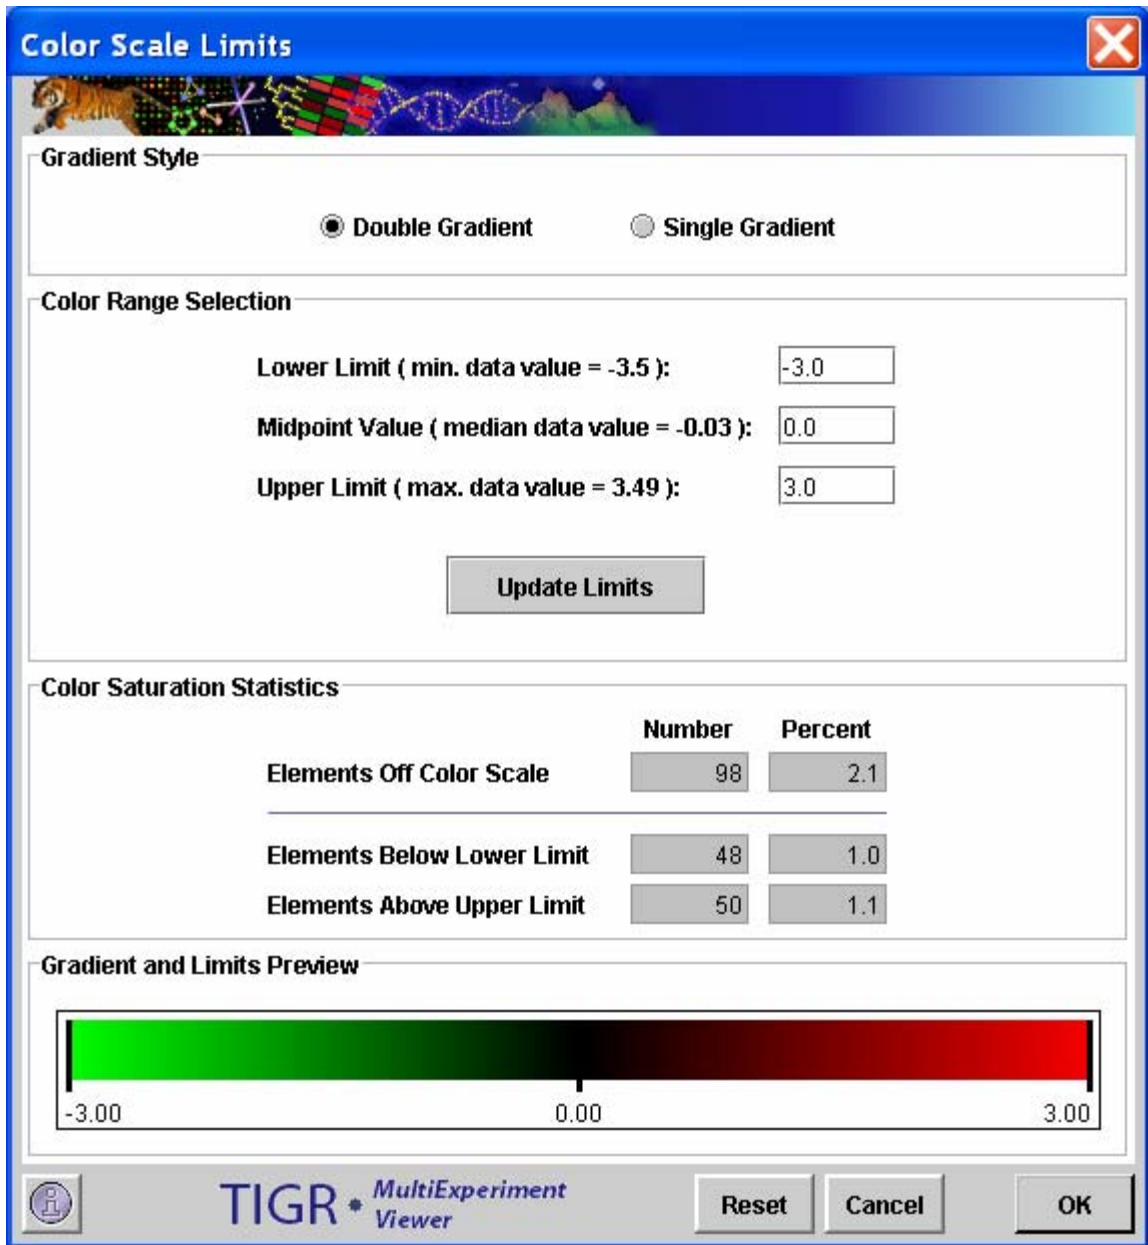 Color Scale Limits
Gradient Style
Double Gradient Single Gradient
Color Range Selection
Lower Limit ( min. data value = -3.5 ): -3.0
Midpoint Value ( median data value = -0.03 ): 0.0
Upper Limit ( max. data value = 3.49 ): 3.0
Update Limits
Color Saturation Statistics
Number Percent
Elements Off Color Scale 98 2.1
Elements Below Lower Limit 48 1.0
Elements Above Upper Limit 50 1.1
Gradient and Limits Preview
-3.00 0.00 3.00
TIGR • MultiExperiment
Viewer
Reset Cancel OK